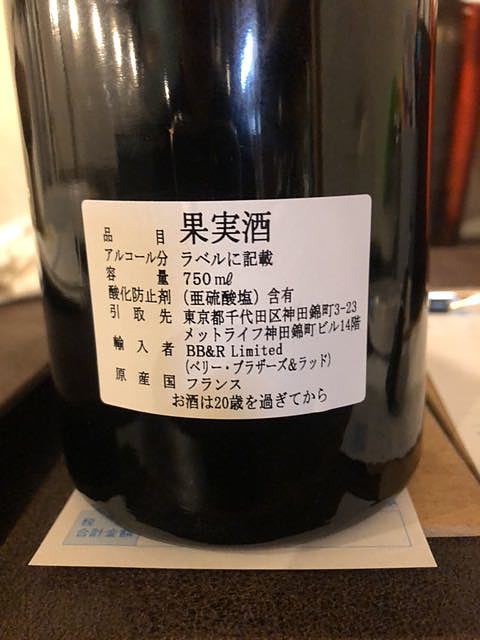 品目 果実酒
アルコール分 ラベルに記載
容量 750mℓ
酸化防止剤 (亜硫酸塩)含有
引取先 東京都千代田区神田錦町3-23
メットライフ神田錦町ビル14階
輸入者 BB&R Limited
(ベリー・ブラザーズ&ラッド)
原産国 フランス
お酒は20歳を過ぎてから
税
合計金額